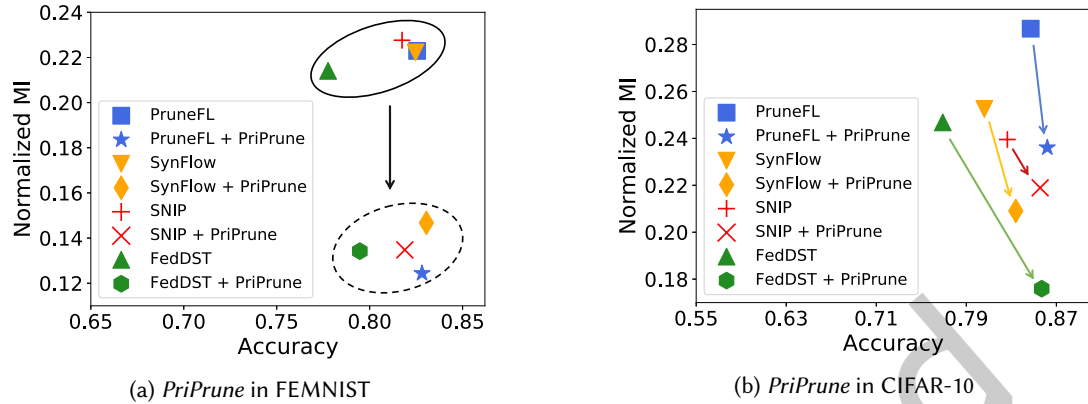 0.24
0.22
0.20
0.18
0.16
0.14
0.12
Normalized MI
PruneFL
PruneFL + PriPrune
SynFlow
SynFlow + PriPrune
SNIP
SNIP + PriPrune
FedDST
FedDST + PriPrune
0.65 0.70 0.75 0.80 0.85
Accuracy
(a) PriPrune in FEMNIST
0.28
0.26
0.24
0.22
0.20
0.18
Normalized MI
PruneFL
PruneFL + PriPrune
SynFlow
SynFlow + PriPrune
SNIP
SNIP + PriPrune
FedDST
FedDST + PriPrune
0.55 0.63 0.71 0.79 0.87
Accuracy
(b) PriPrune in CIFAR-10
d